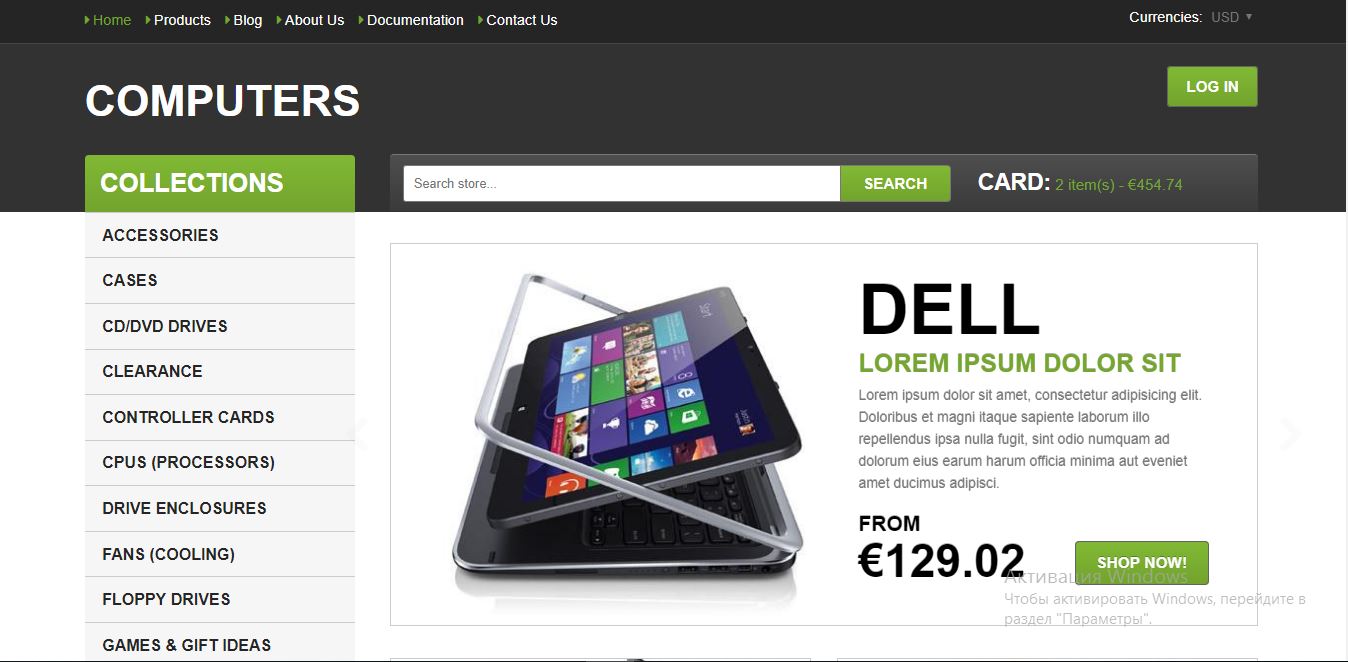 Home Products Blog About Us Documentation Contact Us Currencies: USD
COMPUTERS
LOG IN
COLLECTIONS
Search store... SEARCH CARD: 2 item(s) - €454.74
ACCESSORIES
CASES
CD/DVD DRIVES
CLEARANCE
CONTROLLER CARDS
CPUS (PROCESSORS)
DRIVE ENCLOSURES
FANS (COOLING)
FLOPPY DRIVES
GAMES & GIFT IDEAS
Start
DELL
LOREM IPSUM DOLOR SIT
Lorem ipsum dolor sit amet, consectetur adipisicing elit.
Doloribus et magni itaque sapiente laborum illo
repellendus ipsa nulla fugit, sint odio numquam ad
dolorum eius earum harum officia minima aut eveniet
amet ducimus adipisci.
FROM
€129.02
SHOP NOW!
Активация Windows
Чтобы активировать Windows, перейдите в
раздел "Параметры".